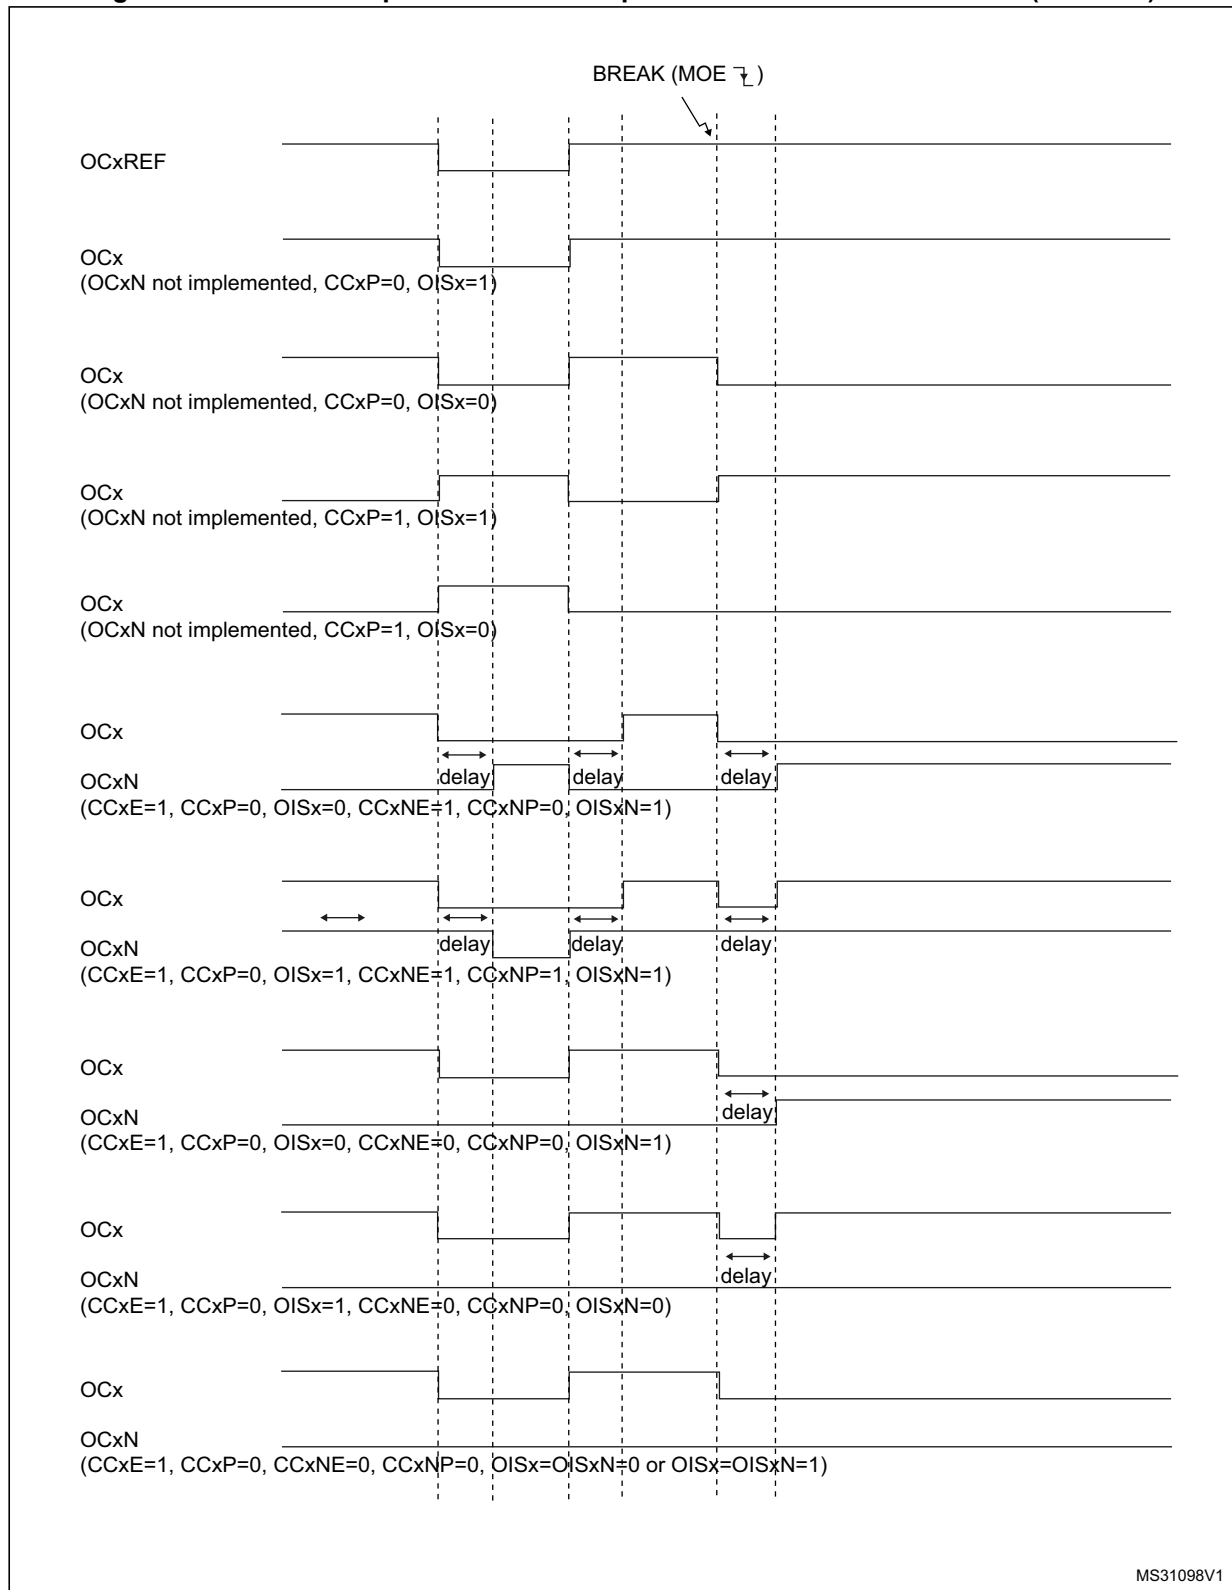 BREAK (MOE )
OCxREF
OCx
(OCxN not implemented, CCxP=0, OISx=1)
OCx
(OCxN not implemented, CCxP=0, OISx=0)
OCx
(OCxN not implemented, CCxP=1, OISx=1)
OCx
(OCxN not implemented, CCxP=1, OISx=0)
OCx
delay delay delay
OCxN
(CCxE=1, CCxP=0, OISx=0, CCxNE=1, CCxNP=0, OISxN=1)
OCx
delay delay delay
OCxN
(CCxE=1, CCxP=0, OISx=1, CCxNE=1, CCxNP=1, OISxN=1)
OCx
delay
OCxN
(CCxE=1, CCxP=0, OISx=0, CCxNE=0, CCxNP=0, OISxN=1)
OCx
delay
OCxN
(CCxE=1, CCxP=0, OISx=1, CCxNE=0, CCxNP=0, OISxN=0)
OCx
OCxN
(CCxE=1, CCxP=0, CCxNE=0, CCxNP=0, OISx=OISxN=0 or OISx=OISxN=1)
MS31098V1